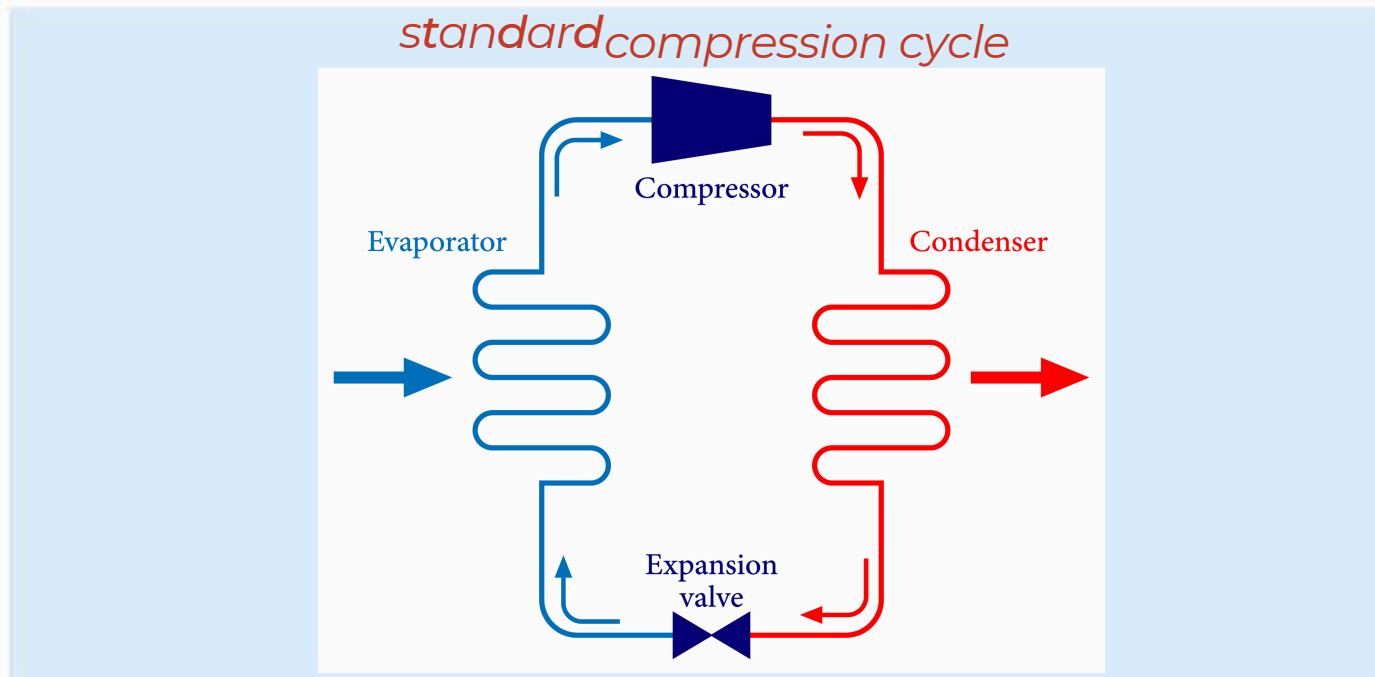 standard compression cycle
Compressor
Evaporator
Condenser
Expansion
valve